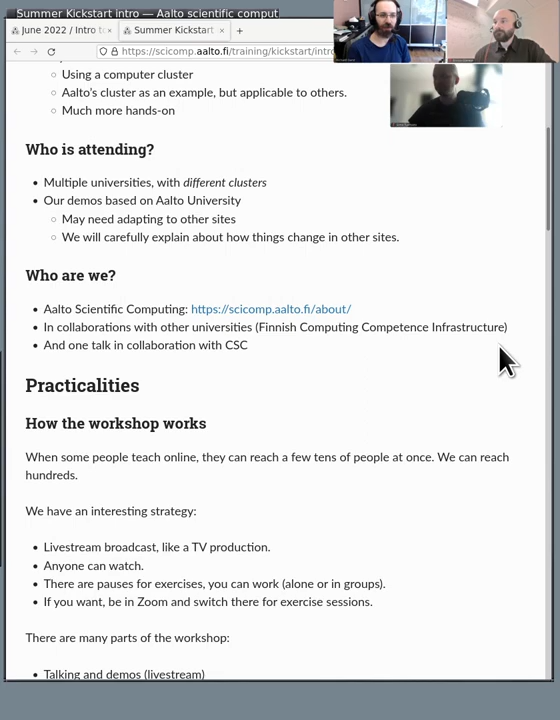 Summer Kickstart intro — Aalto scientific comput
June 2022 / Intro to
Summer Kickstart
https://scicomp.aalto.fi/training/kickstart/intro
Using a computer cluster
Aalto's cluster as an example, but applicable to others.
Much more hands-on
Who is attending?
Multiple universities, with different clusters
Our demos based on Aalto University
May need adapting to other sites
We will carefully explain about how things change in other sites.
Who are we?
Aalto Scientific Computing: https://scicomp.aalto.fi/about/
In collaborations with other universities (Finnish Computing Competence Infrastructure)
And one talk in collaboration with CSC
Practicalities
How the workshop works
When some people teach online, they can reach a few tens of people at once. We can reach
hundreds.
We have an interesting strategy:
Livestream broadcast, like a TV production.
Anyone can watch.
There are pauses for exercises, you can work (alone or in groups).
If you want, be in Zoom and switch there for exercise sessions.
There are many parts of the workshop:
Talking and demos (livestream)